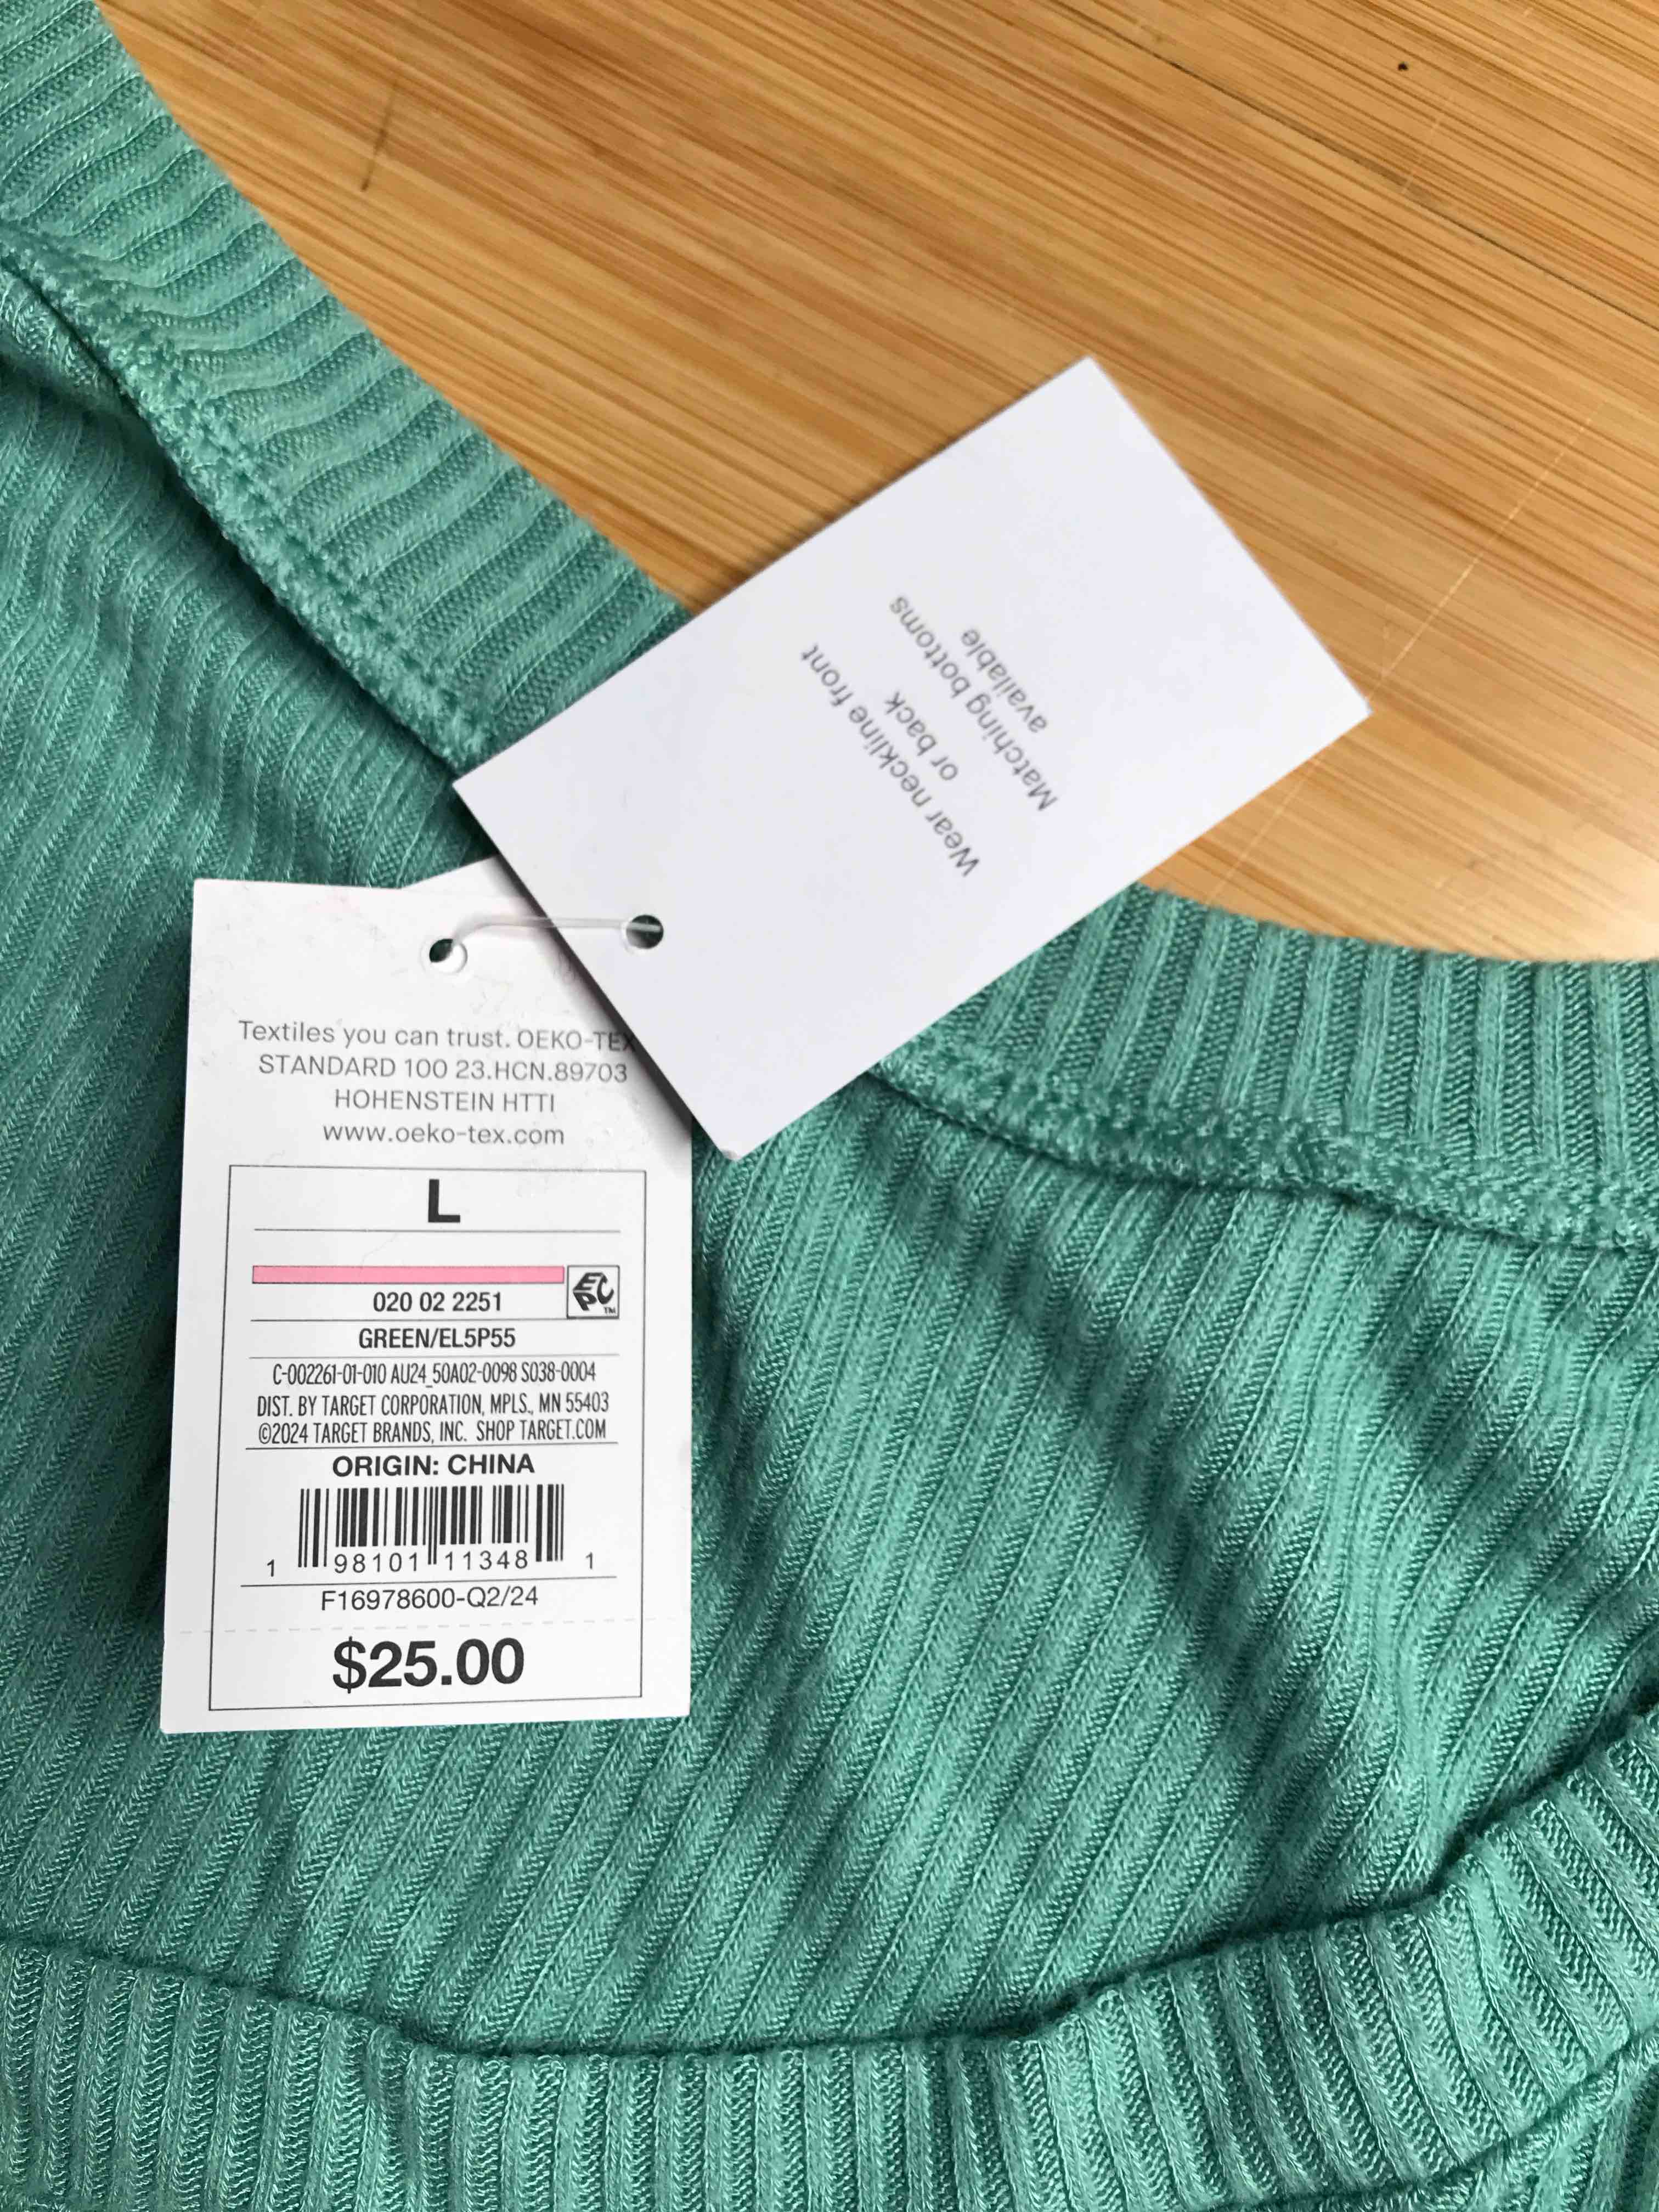 Wear neckline front
or back
Matching bottoms
available
Textiles you can trust. OEKO-TEX
STANDARD 100 23.HCN.89703
HOHENSTEIN HTTI
www.oeko-tex.com
L
EPC™
020 02 2251
GREEN/EL5P55
C-002261-01-010 AU24_50A02-0098 S038-0004
DIST. BY TARGET CORPORATION, MPLS., MN 55403
©2024 TARGET BRANDS, INC. SHOP TARGET.COM
ORIGIN: CHINA
1 98101 11348 1
F16978600-Q2/24
$25.00